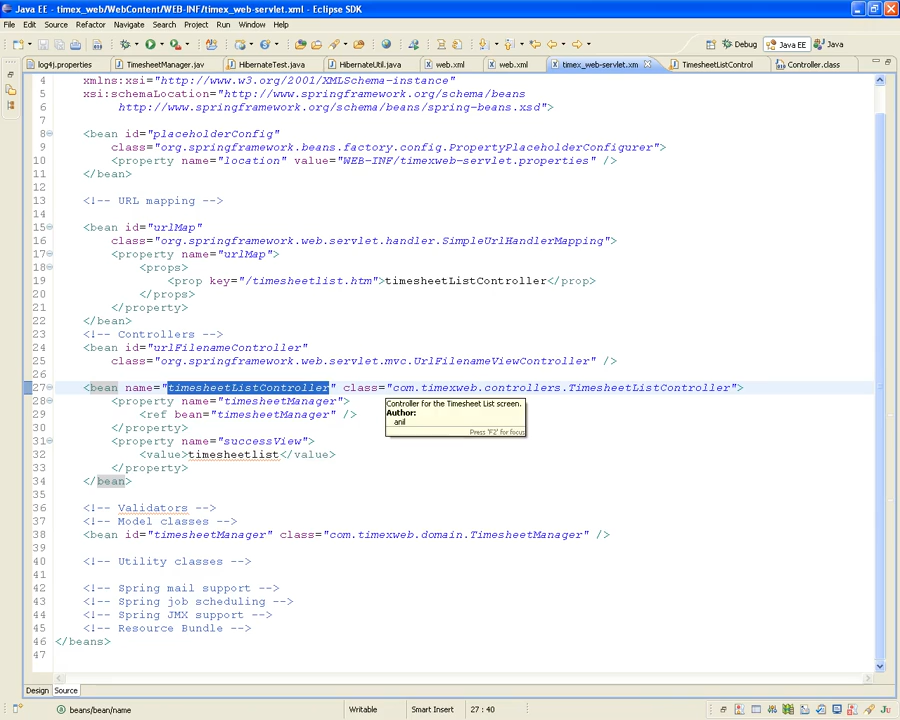 Java EE - timex_web/WebContent/WEB-INF/timex_web-servlet.xml - Eclipse SDK
File Edit Source Refactor Navigate Search Project Run Window Help
Debug Java EE Java
log4j.properties TimesheetManager.jav HibernateTest.java HibernateUtil.java web.xml web.xml timex_web-servlet.xm TimesheetListControl Controller.class
4 xmlns:xsi="http://www.w3.org/2001/XMLSchema-instance"
5 xsi:schemaLocation="http://www.springframework.org/schema/beans
6 http://www.springframework.org/schema/beans/spring-beans.xsd">
7
8 <bean id="placeholderConfig"
9 class="org.springframework.beans.factory.config.PropertyPlaceholderConfigurer">
10 <property name="location" value="WEB-INF/timexweb-servlet.properties" />
11 </bean>
12
13 <!-- URL mapping -->
14
15 <bean id="urlMap"
16 class="org.springframework.web.servlet.handler.SimpleUrlHandlerMapping">
17 <property name="urlMap">
18 <props>
19 <prop key="/timesheetlist.htm">timesheetListController</prop>
20 </props>
21 </property>
22 </bean>
23 <!-- Controllers -->
24 <bean id="urlFilenameController"
25 class="org.springframework.web.servlet.mvc.UrlFilenameViewController" />
26
27 <bean name="timesheetListController" class="com.timexweb.controllers.TimesheetListController">
28 <property name="timesheetManager">
29 <ref bean="timesheetManager" />
30 </property>
31 <property name="successView">
32 <value>timesheetlist</value>
33 </property>
34 </bean>
35
36 <!-- Validators -->
37 <!-- Model classes -->
38 <bean id="timesheetManager" class="com.timexweb.domain.TimesheetManager" />
39
40 <!-- Utility classes -->
41
42 <!-- Spring mail support -->
43 <!-- Spring job scheduling -->
44 <!-- Spring JMX support -->
45 <!-- Resource Bundle -->
46 </beans>
47
Controller for the Timesheet List screen.
Author:
anil
Press 'F2' for focus
Design Source
beans/bean/name Writable Smart Insert 27 : 40